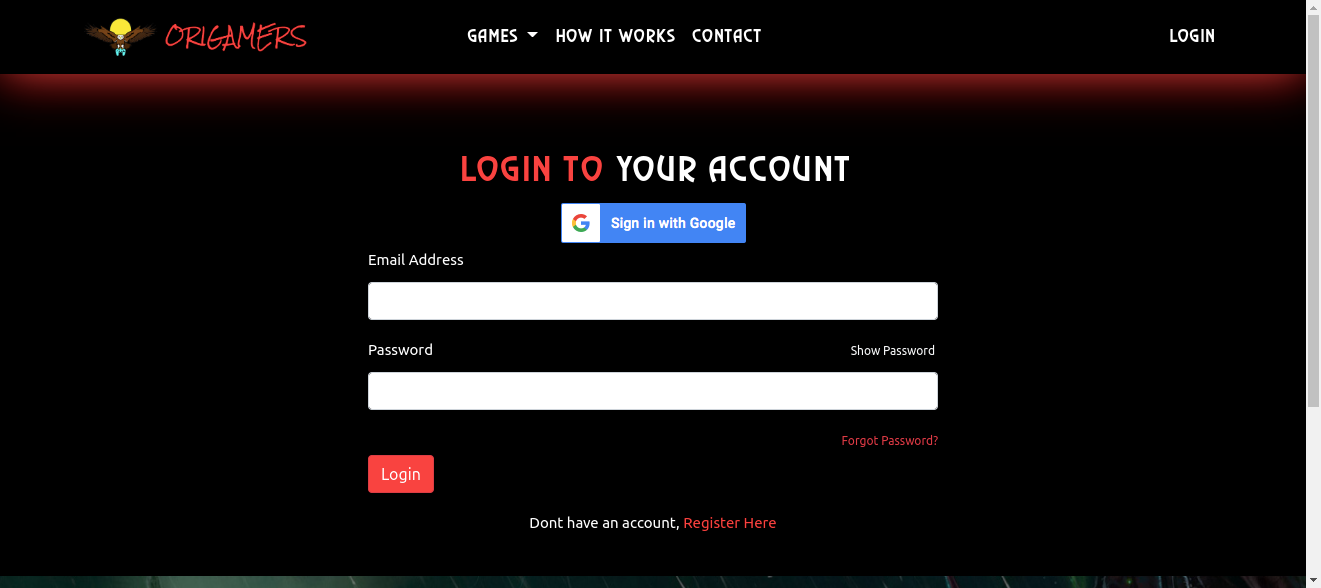 ORIGAMERS
GAMES HOW IT WORKS CONTACT
LOGIN
LOGIN TO YOUR ACCOUNT
Sign in with Google
Email Address
Password
Show Password
Forgot Password?
Login
Dont have an account, Register Here